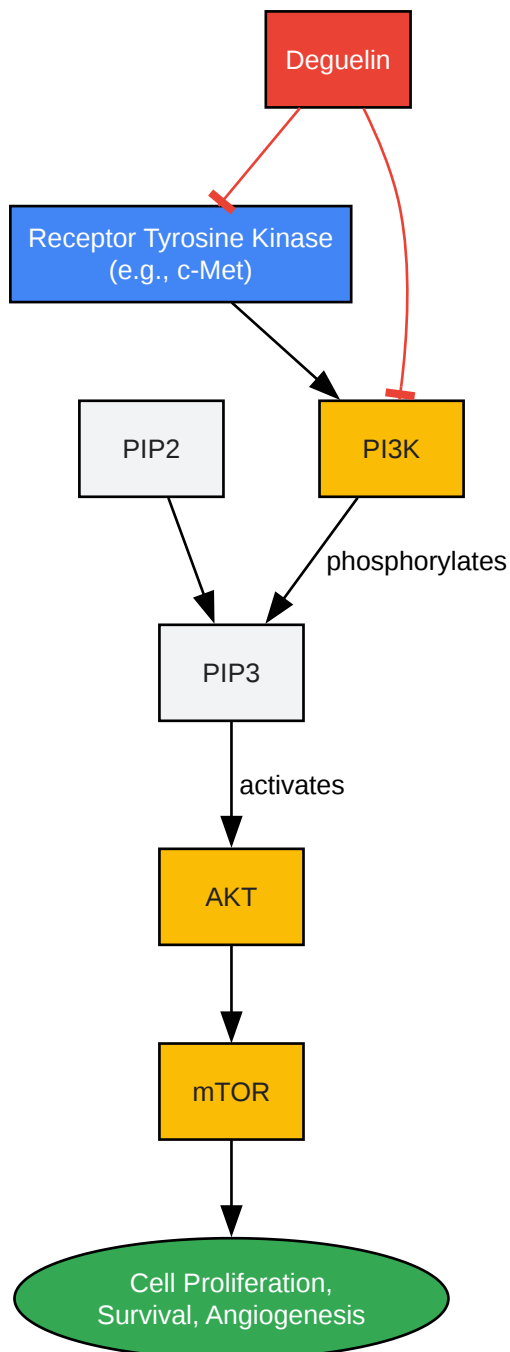 Deguelin
Receptor Tyrosine Kinase
(e.g., c-Met)
PIP2
PI3K
phosphorylates
PIP3
activates
AKT
mTOR
Cell Proliferation,
Survival, Angiogenesis